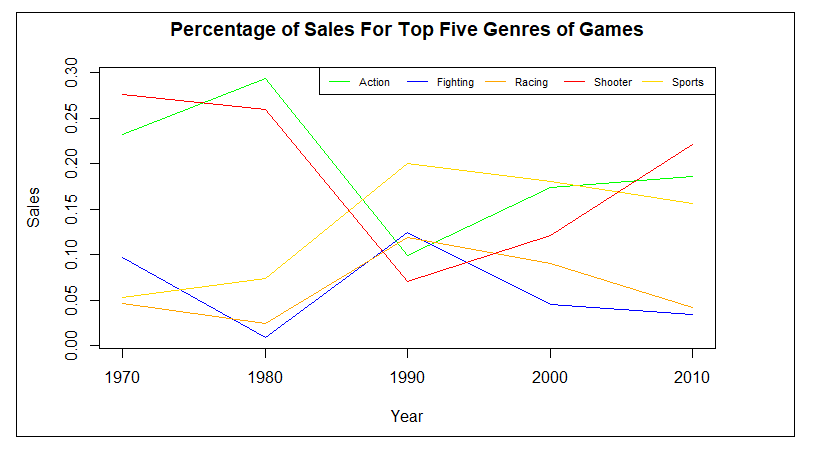 Percentage of Sales For Top Five Genres of Games
Action Fighting Racing Shooter Sports
0.30
0.25
0.20
0.15
0.10
0.05
0.00
Sales
1970 1980 1990 2000 2010
Year